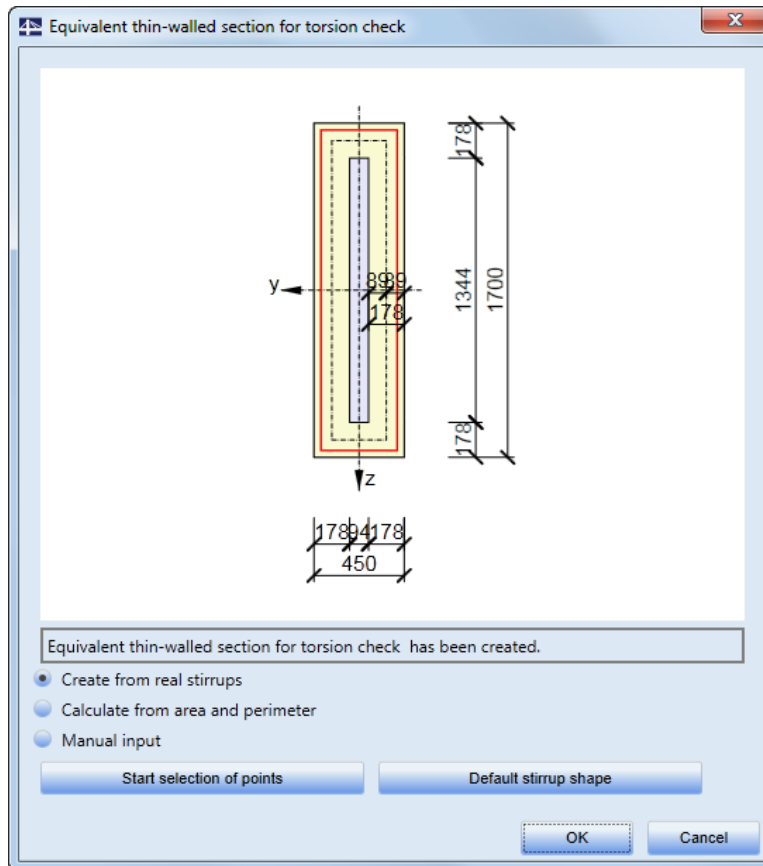 Equivalent thin-walled section for torsion check
178
1344
1700
178
y
89
89
178
z
178 94 178
450
Equivalent thin-walled section for torsion check has been created.
Create from real stirrups
Calculate from area and perimeter
Manual input
Start selection of points
Default stirrup shape
OK
Cancel